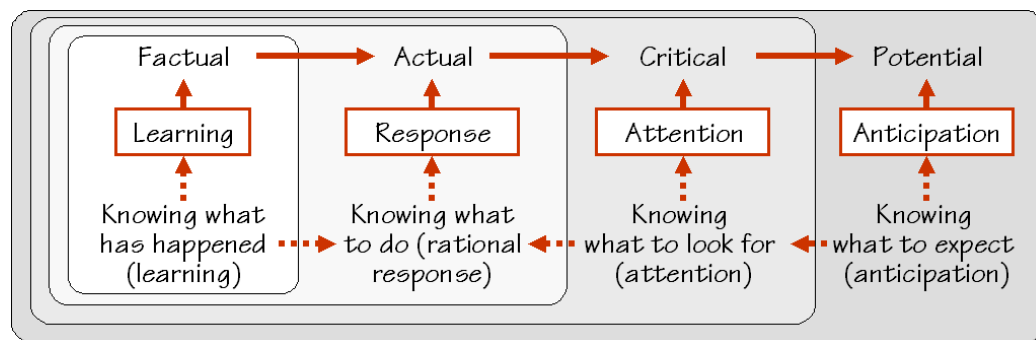 Factual
Actual
Critical
Potential
Learning
Response
Attention
Anticipation
Knowing what
has happened
(learning)
Knowing what
to do (rational
response)
Knowing
what to look for
(attention)
Knowing
what to expect
(anticipation)